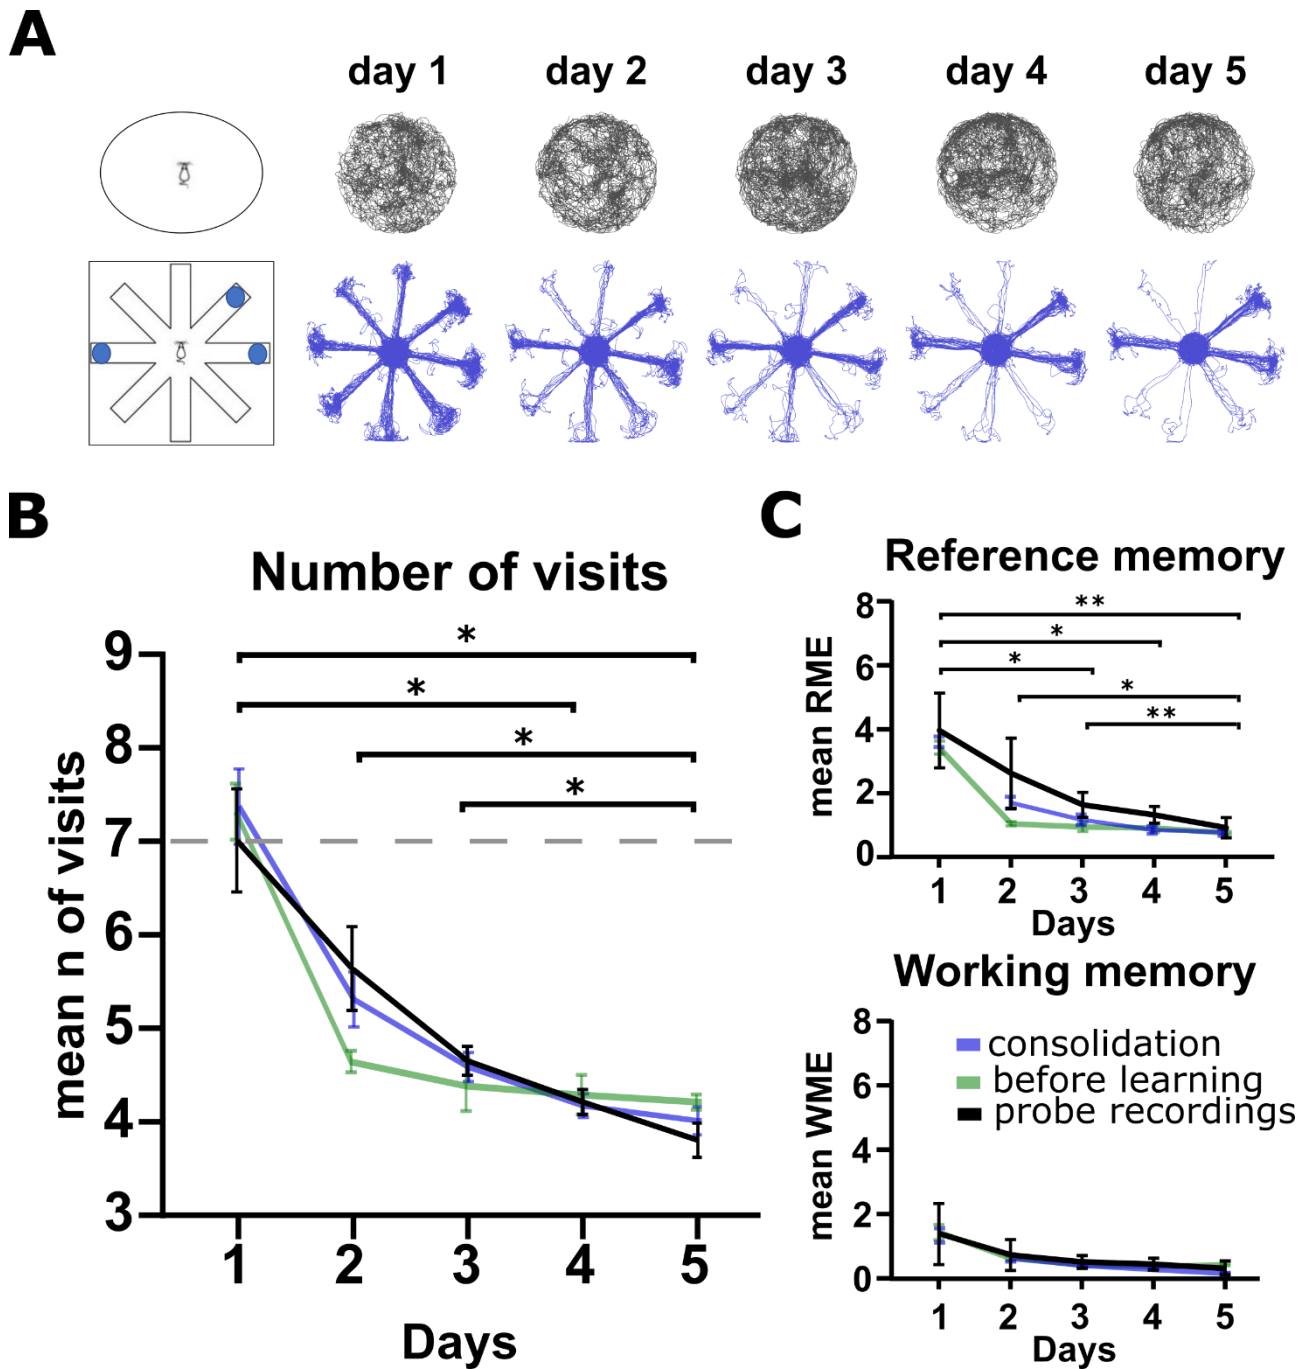 A
day 1 day 2 day 3 day 4 day 5
B
Number of visits
*
*
*
*
9
8
7
6
5
4
3
mean n of visits
1 2 3 4 5
Days
C
Reference memory
**
*
*
*
**
8
6
4
2
0
mean RME
1 2 3 4 5
Days
Working memory
consolidation
before learning
probe recordings
8
6
4
2
0
mean WME
1 2 3 4 5
Days